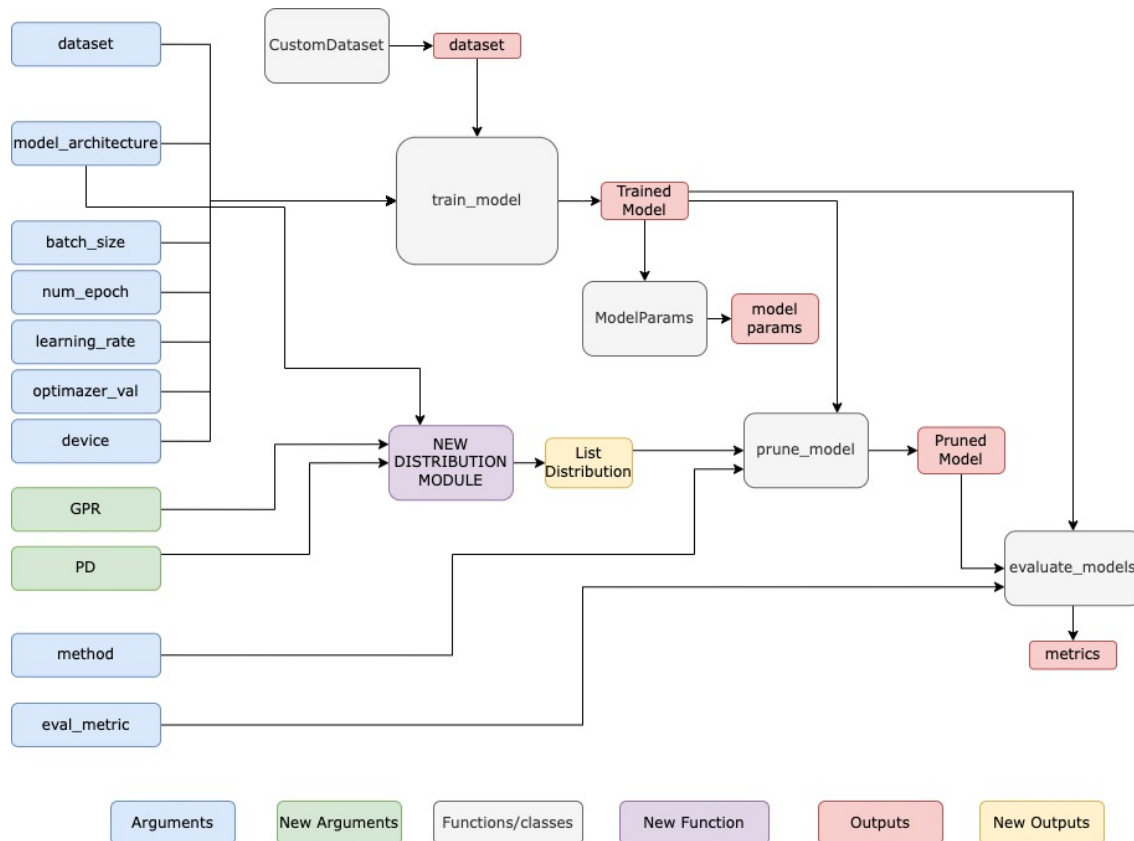 dataset
CustomDataset
dataset
model_architecture
train_model
Trained
Model
batch_size
num_epoch
ModelParams
model
params
learning_rate
optimazer_val
device
NEW
DISTRIBUTION
MODULE
List
Distribution
prune_model
Pruned
Model
GPR
PD
evaluate_models
method
metrics
eval_metric
Arguments
New Arguments
Functions/classes
New Function
Outputs
New Outputs